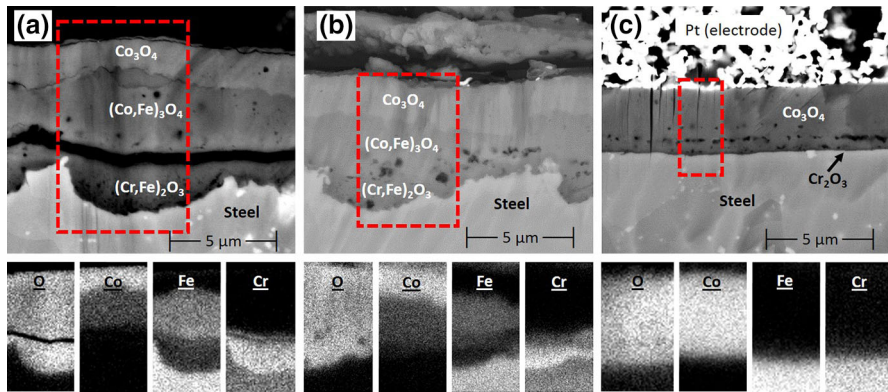 (a)
Co₃O₄
(Co,Fe)₃O₄
(Cr,Fe)₂O₃
Steel
5 µm
(b)
Co₃O₄
(Co,Fe)₃O₄
(Cr,Fe)₂O₃
Steel
5 µm
(c)
Pt (electrode)
Co₃O₄
Cr₂O₃
Steel
5 µm
O Co Fe Cr
O Co Fe Cr
O Co Fe Cr